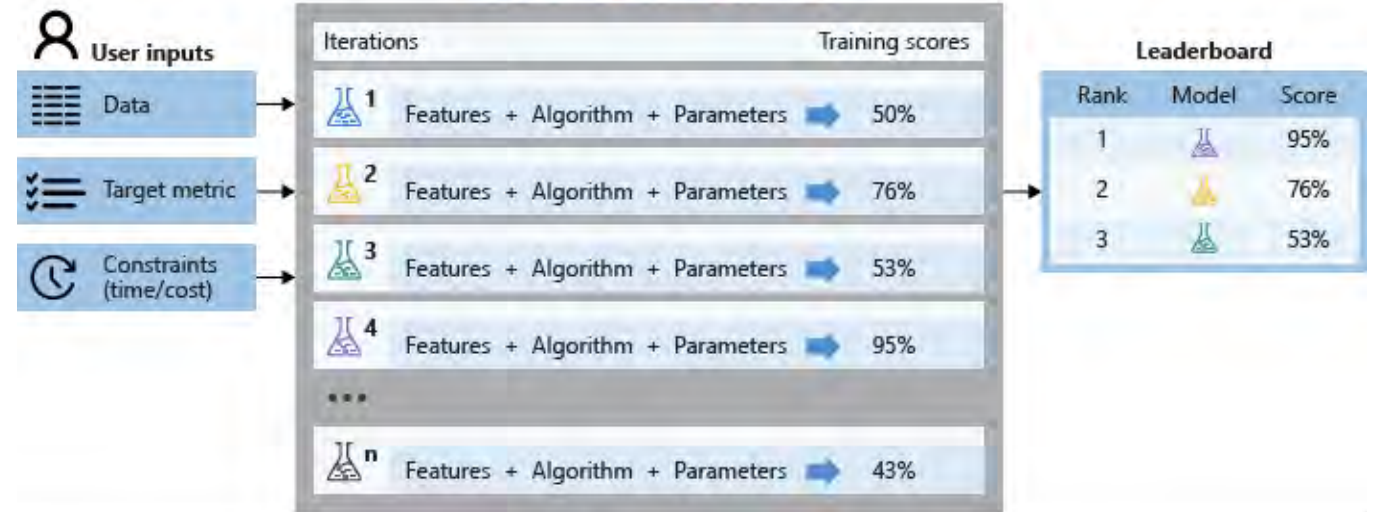 User inputs
Data
Target metric
Constraints
(time/cost)
Iterations Training scores
1 Features + Algorithm + Parameters 50%
2 Features + Algorithm + Parameters 76%
3 Features + Algorithm + Parameters 53%
4 Features + Algorithm + Parameters 95%
...
n Features + Algorithm + Parameters 43%
Leaderboard
Rank Model Score
1 95%
2 76%
3 53%